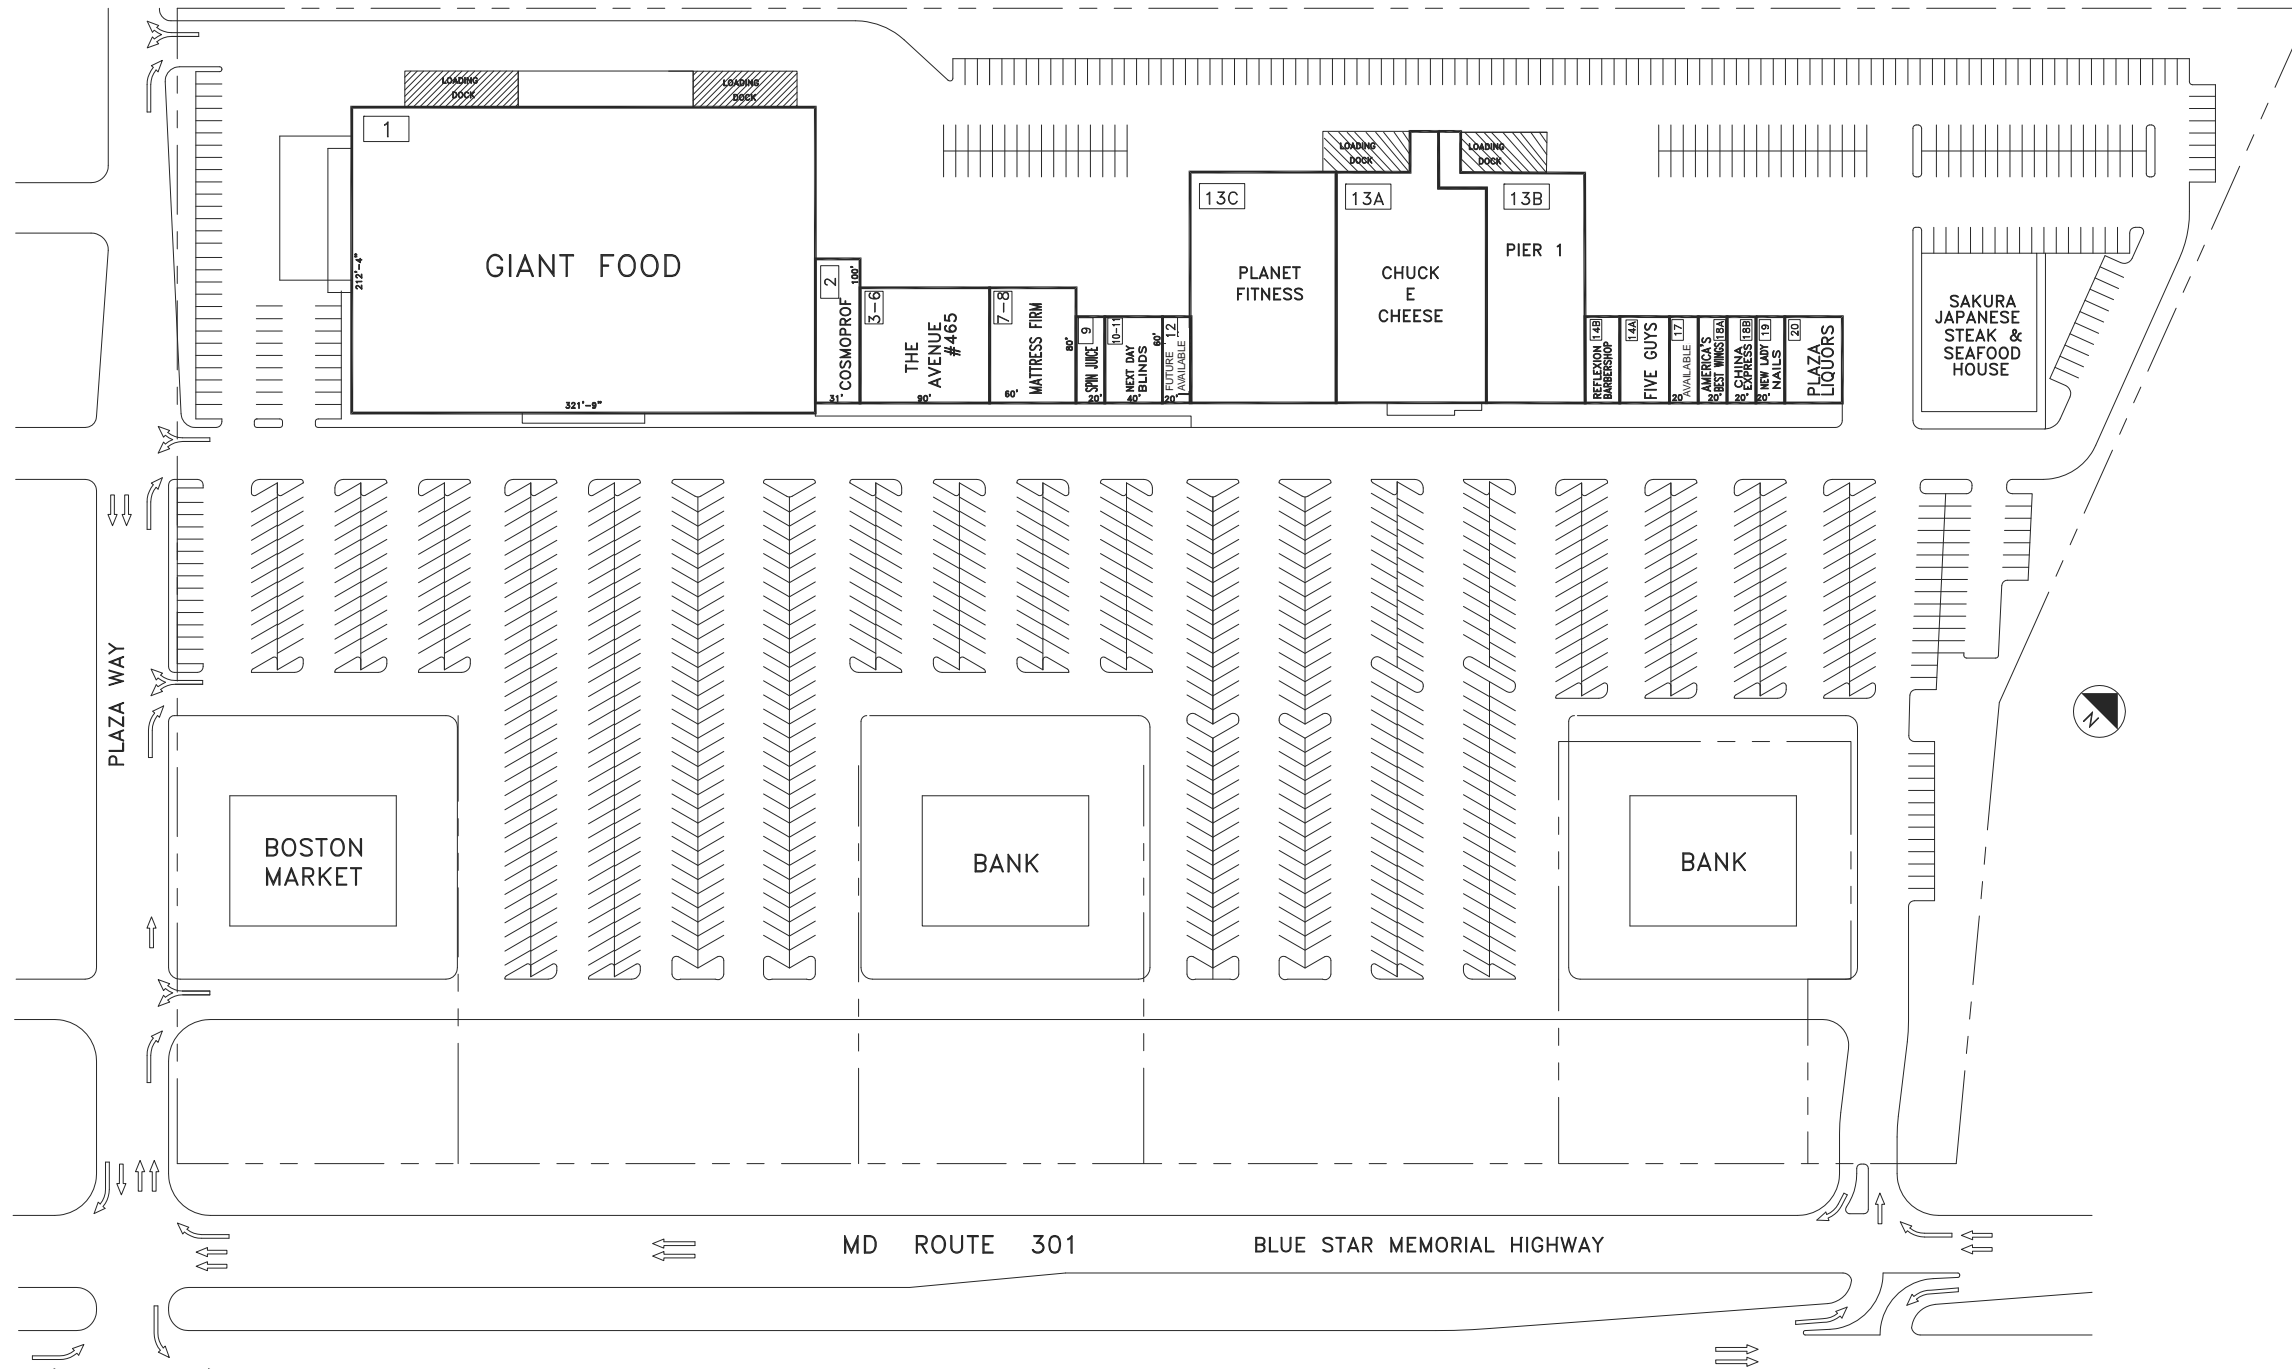 LOADING
DOCK
LOADING
DOCK
1
GIANT FOOD
212'-4"
321'-9"
2
COSMOPROF
100'
31'
3-6
THE
AVENUE
#465
90'
7-8
MATTRESS FIRM
60'
80'
9
SPIN JUICE
20'
10-11
NEXT DAY
BLINDS
40'
60'
12
FUTURE
AVAILABLE
20'
13C
PLANET
FITNESS
LOADING
DOCK
13A
CHUCK
E
CHEESE
LOADING
DOCK
13B
PIER 1
14B
REFLEXION
BARBERSHOP
14A
FIVE GUYS
17
AVAILABLE
20'
18A
AMERICA'S
BEST WINGS
20'
18B
CHINA
EXPRESS
20'
19
NEW LADY
NAILS
20'
20
PLAZA
LIQUORS
SAKURA
JAPANESE
STEAK &
SEAFOOD
HOUSE
PLAZA WAY
N
BOSTON
MARKET
BANK
BANK
MD ROUTE 301
BLUE STAR MEMORIAL HIGHWAY